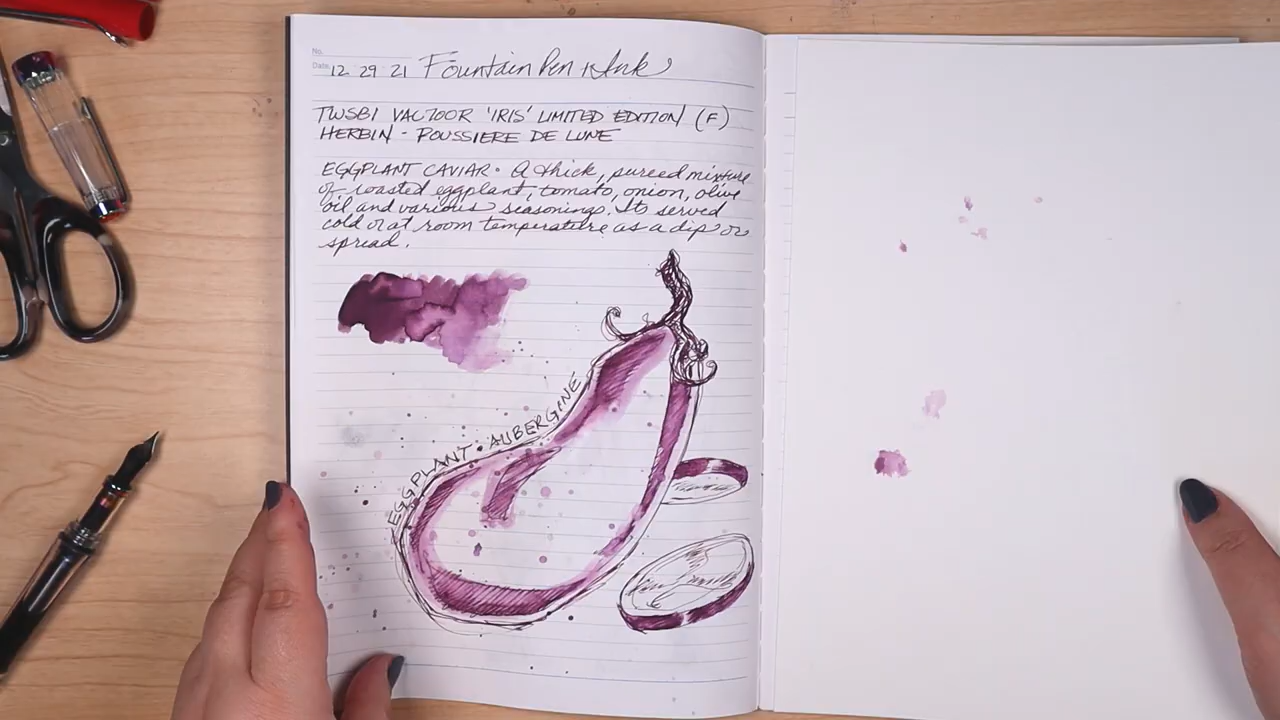 No.
Date 12 29 21 Fountain Pen + Ink
TWSBI VAC700R 'IRIS' LIMITED EDITION (F)
HERBIN - POUSSIERE DE LUNE
EGGPLANT CAVIAR • A thick, pureed mixture
of roasted eggplant, tomato, onion, olive
oil and various seasonings. Its served
cold or at room temperature as a dip or
spread.
EGGPLANT • AUBERGINE